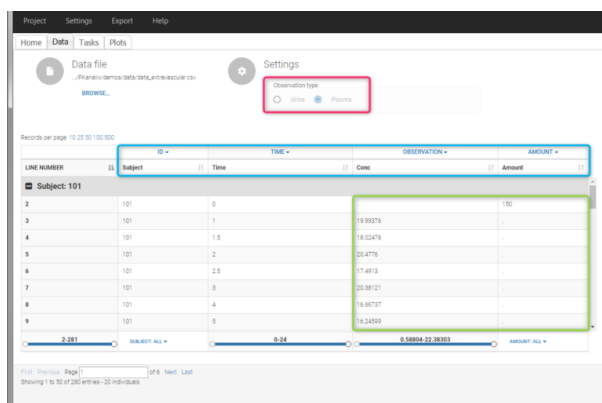 Project Settings Export Help
Home Data Tasks Plots
Data file
.../PKanalix/demos/data/data_extravascular.csv
BROWSE...
Settings
Observation type
Urine Plasma
Records per page: 10 25 50 100 500
ID TIME OBSERVATION AMOUNT
LINE NUMBER Subject Time Conc Amount
Subject: 101
2 101 0 150
3 101 1 19.99376 .
4 101 1.5 19.02478 .
5 101 2 20.4776 .
6 101 2.5 17.4913 .
7 101 3 20.38121 .
8 101 4 16.66737 .
9 101 5 16.24599 .
2-281 SUBJECT: ALL 0-24 0.58804-22.38303 AMOUNT: ALL
First Previous Page 1 of 6 Next Last
Showing 1 to 50 of 280 entries - 20 individuals